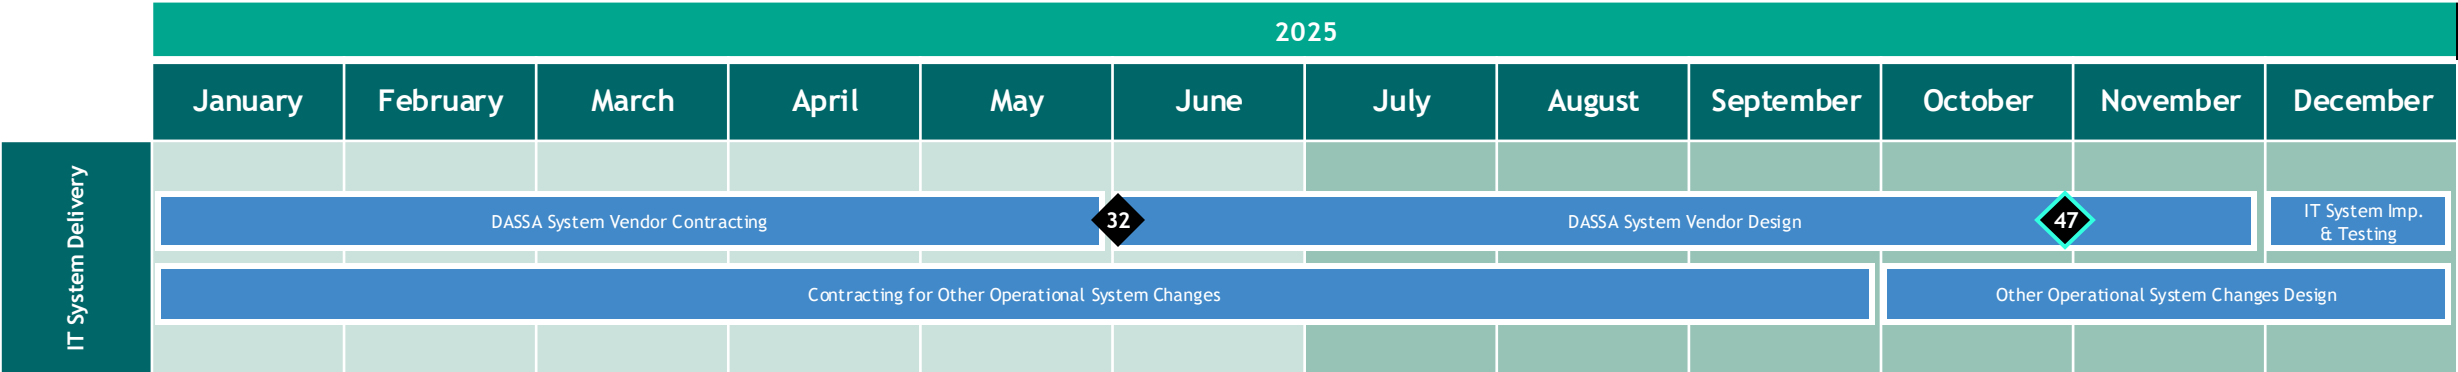 2025
January
February
March
April
May
June
July
August
September
October
November
December
IT System Delivery
DASSA System Vendor Contracting
32
DASSA System Vendor Design
47
IT System Imp.
& Testing
Contracting for Other Operational System Changes
Other Operational System Changes Design